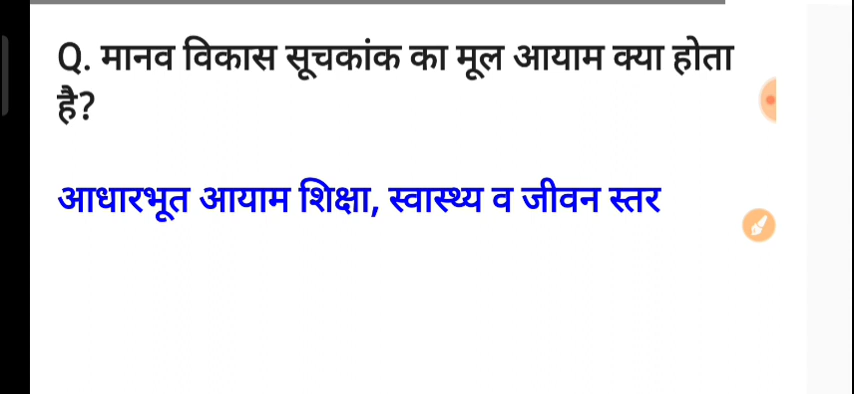 Q. मानव विकास सूचकांक का मूल आयाम क्या होता
है?
आधारभूत आयाम शिक्षा, स्वास्थ्य व जीवन स्तर